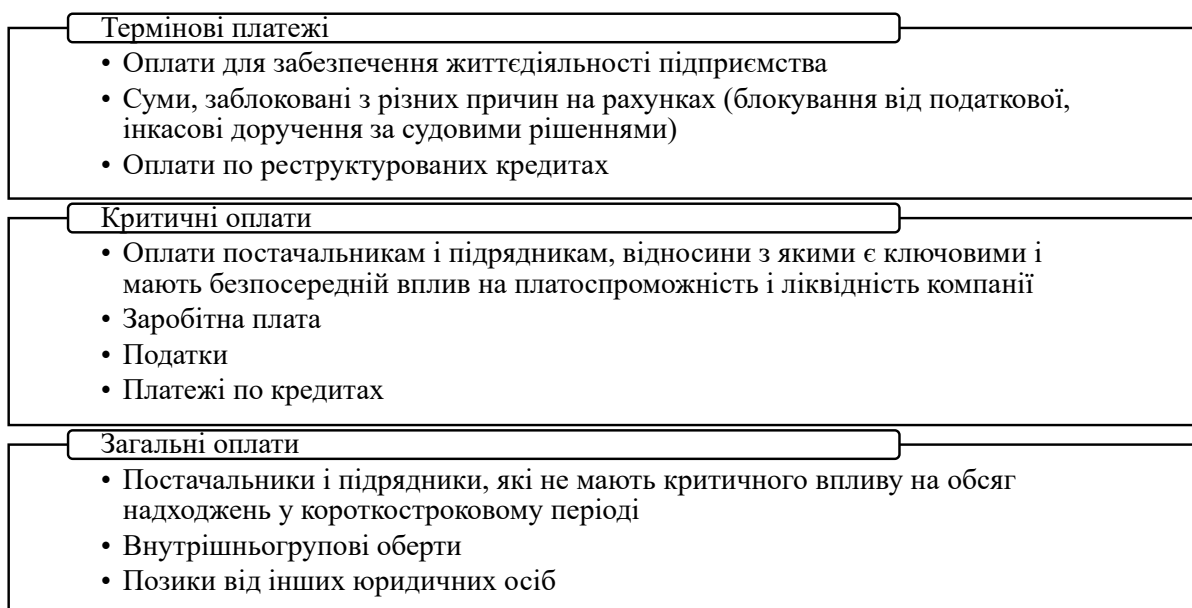 Термінові платежі
• Оплати для забезпечення життєдіяльності підприємства
• Суми, заблоковані з різних причин на рахунках (блокування від податкової,
інкасові доручення за судовими рішеннями)
• Оплати по реструктурованих кредитах
Критичні оплати
• Оплати постачальникам і підрядникам, відносини з якими є ключовими і
мають безпосередній вплив на платоспроможність і ліквідність компанії
• Заробітна плата
• Податки
• Платежі по кредитах
Загальні оплати
• Постачальники і підрядники, які не мають критичного впливу на обсяг
надходжень у короткостроковому періоді
• Внутрішньогрупові оберти
• Позики від інших юридичних осіб